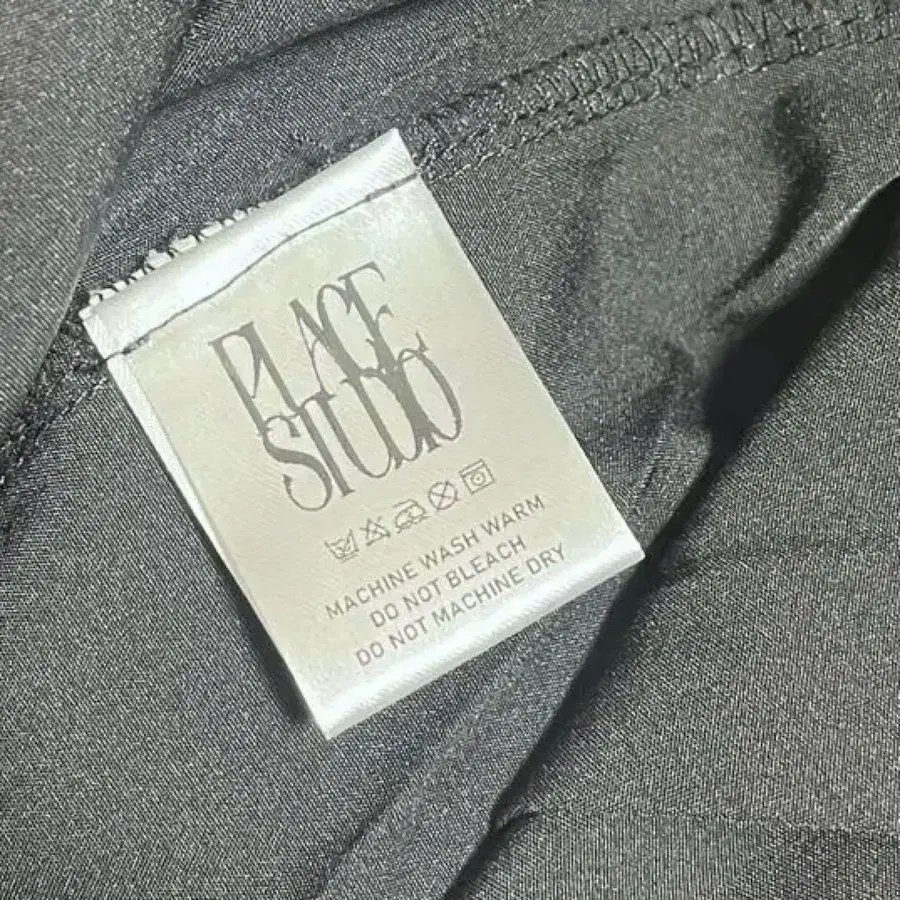 PLACE
STUDIO
MACHINE WASH WARM
DO NOT BLEACH
DO NOT MACHINE DRY